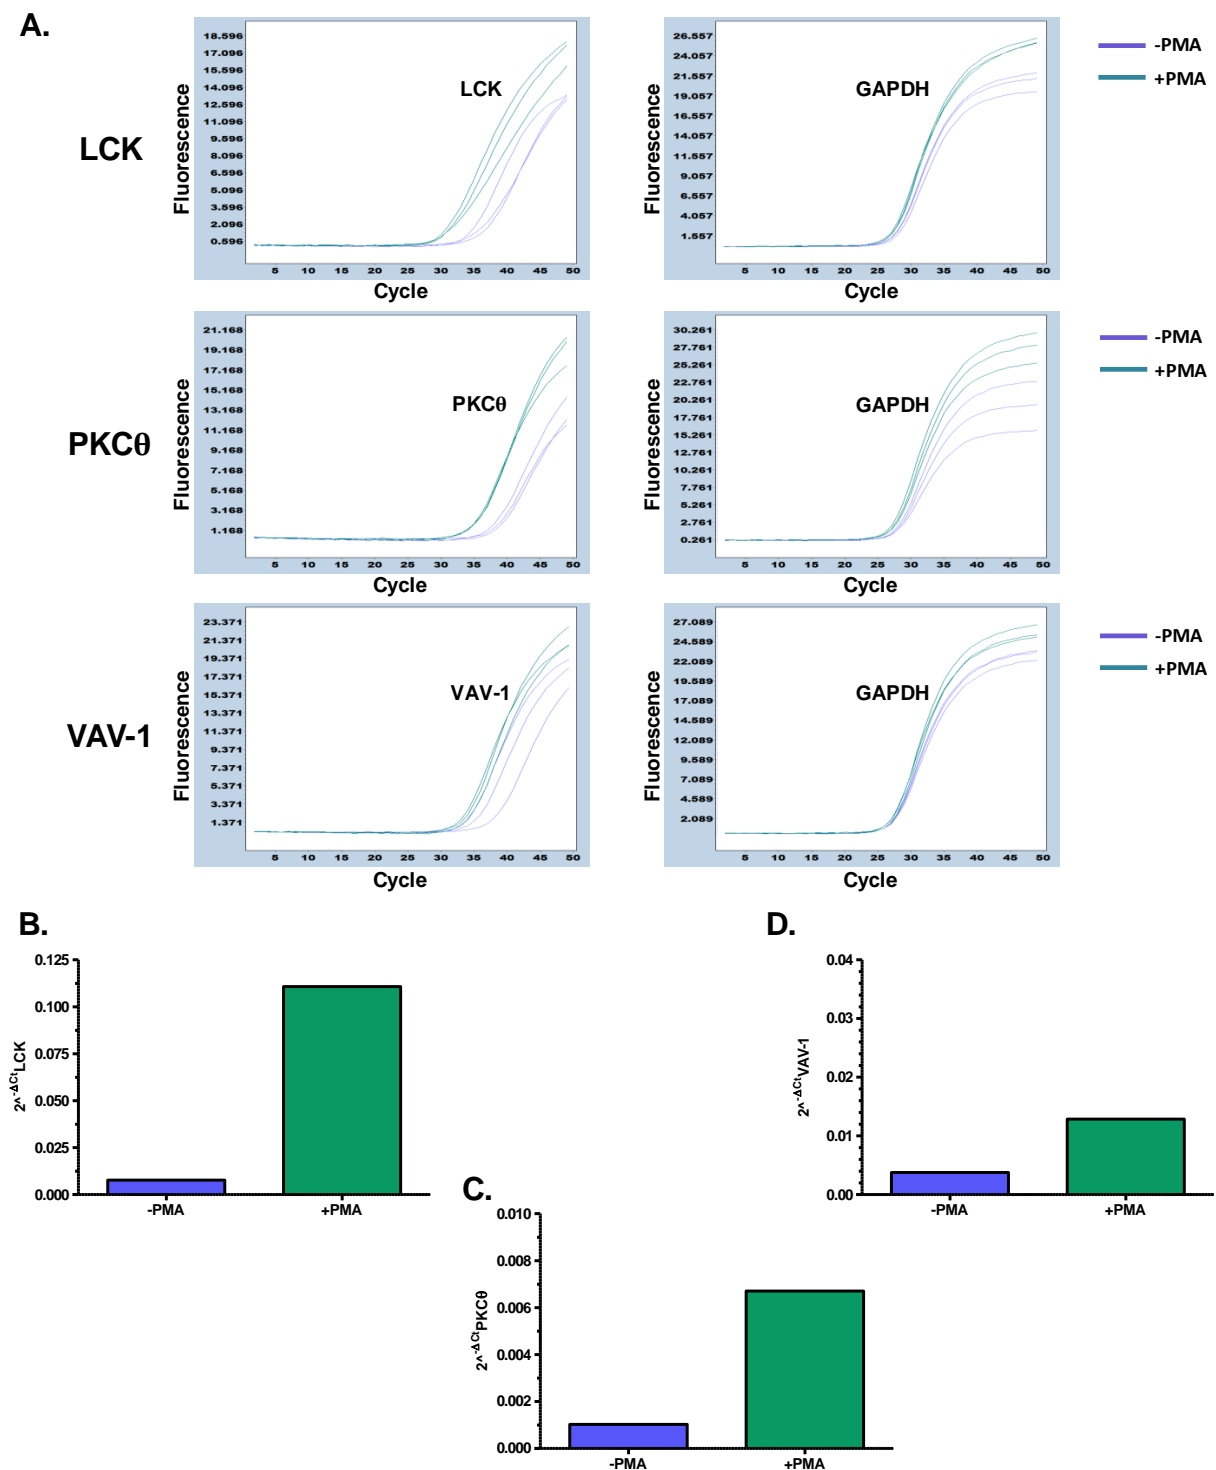 A.
LCK
Fluorescence
18.596
17.096
15.596
14.096
12.596
11.096
9.596
8.096
6.596
5.096
3.596
2.096
0.596
LCK
5 10 15 20 25 30 35 40 45 50
Cycle
Fluorescence
26.557
24.057
21.557
19.057
16.557
14.057
11.557
9.057
6.557
4.057
1.557
GAPDH
5 10 15 20 25 30 35 40 45 50
Cycle
-PMA
+PMA
PKCθ
Fluorescence
21.168
19.168
17.168
15.168
13.168
11.168
9.168
7.168
5.168
3.168
1.168
PKCθ
5 10 15 20 25 30 35 40 45 50
Cycle
Fluorescence
30.261
27.761
25.261
22.761
20.261
17.761
15.261
12.761
10.261
7.761
5.261
2.761
0.261
GAPDH
5 10 15 20 25 30 35 40 45 50
Cycle
-PMA
+PMA
VAV-1
Fluorescence
23.371
21.371
19.371
17.371
15.371
13.371
11.371
9.371
7.371
5.371
3.371
1.371
VAV-1
5 10 15 20 25 30 35 40 45 50
Cycle
Fluorescence
27.089
24.589
22.089
19.589
17.089
14.589
12.089
9.589
7.089
4.589
2.089
GAPDH
5 10 15 20 25 30 35 40 45 50
Cycle
-PMA
+PMA
B.
2^-ΔCt LCK
0.125
0.100
0.075
0.050
0.025
0.000
-PMA +PMA
C.
2^-ΔCt PKCθ
0.010
0.008
0.006
0.004
0.002
0.000
-PMA +PMA
D.
2^-ΔCt VAV-1
0.04
0.03
0.02
0.01
0.00
-PMA +PMA